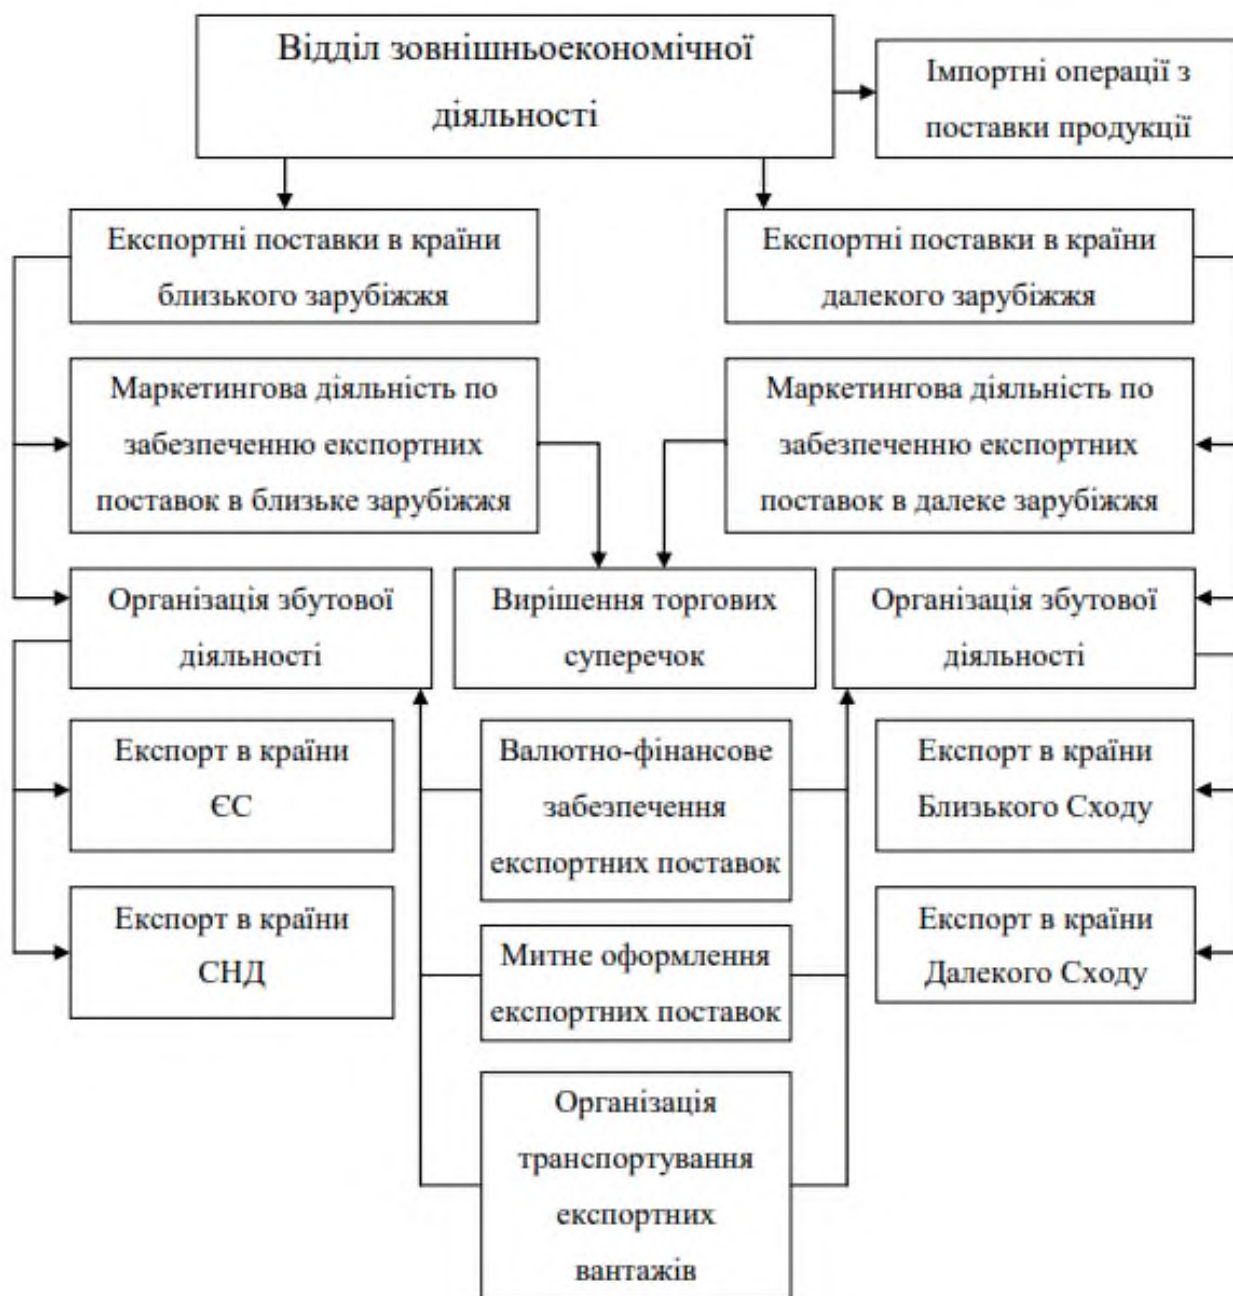 Відділ зовнішньоекономічної
діяльності
Імпортні операції з
поставки продукції
Експортні поставки в країни
близького зарубіжжя
Експортні поставки в країни
далекого зарубіжжя
Маркетингова діяльність по
забезпеченню експортних
поставок в близьке зарубіжжя
Маркетингова діяльність по
забезпеченню експортних
поставок в далеке зарубіжжя
Організація збутової
діяльності
Вирішення торгових
суперечок
Організація збутової
діяльності
Експорт в країни
ЄС
Валютно-фінансове
забезпечення
експортних поставок
Експорт в країни
Близького Сходу
Експорт в країни
СНД
Митне оформлення
експортних поставок
Експорт в країни
Далекого Сходу
Організація
транспортування
експортних
вантажів